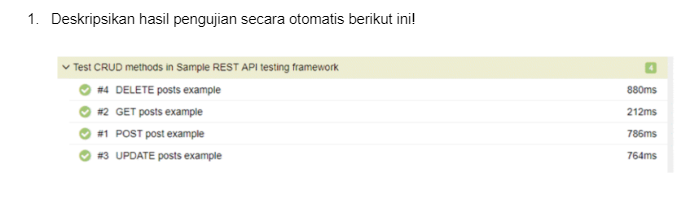 1. Deskripsikan hasil pengujian secara otomatis berikut ini!
Test CRUD methods in Sample REST API testing framework 4
#4 DELETE posts example 880ms
#2 GET posts example 212ms
#1 POST post example 786ms
#3 UPDATE posts example 764ms